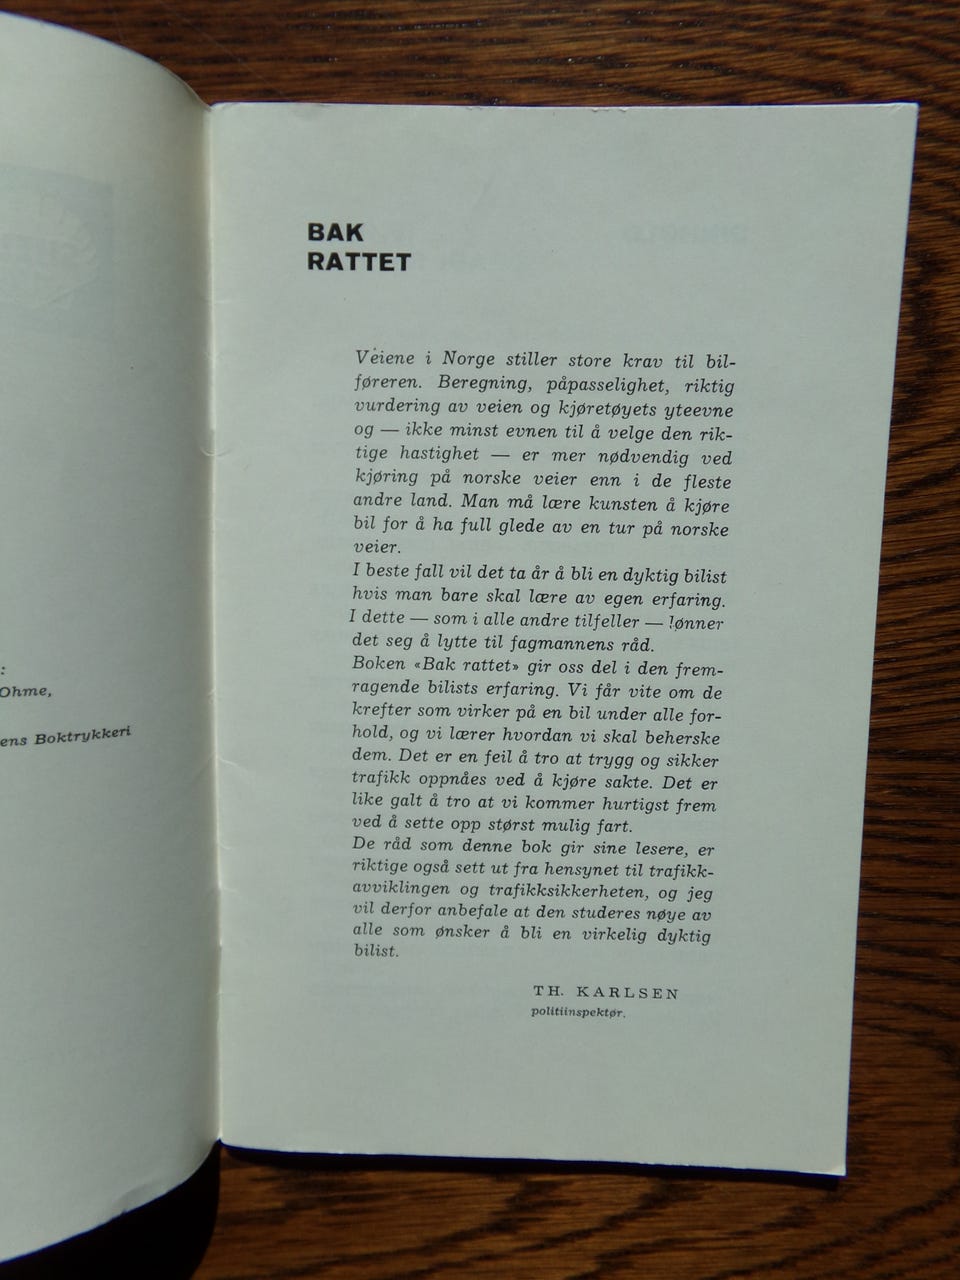 :
Ohme,
ens Boktrykkeri
BAK
RATTET
Veiene i Norge stiller store krav til bil-
føreren. Beregning, påpasselighet, riktig
vurdering av veien og kjøretøyets yteevne
og — ikke minst evnen til å velge den rik-
tige hastighet — er mer nødvendig ved
kjøring på norske veier enn i de fleste
andre land. Man må lære kunsten å kjøre
bil for å ha full glede av en tur på norske
veier.
I beste fall vil det ta år å bli en dyktig bilist
hvis man bare skal lære av egen erfaring.
I dette — som i alle andre tilfeller — lønner
det seg å lytte til fagmannens råd.
Boken «Bak rattet» gir oss del i den frem-
ragende bilists erfaring. Vi får vite om de
krefter som virker på en bil under alle for-
hold, og vi lærer hvordan vi skal beherske
dem. Det er en feil å tro at trygg og sikker
trafikk oppnåes ved å kjøre sakte. Det er
like galt å tro at vi kommer hurtigst frem
ved å sette opp størst mulig fart.
De råd som denne bok gir sine lesere, er
riktige også sett ut fra hensynet til trafikk-
avviklingen og trafikksikkerheten, og jeg
vil derfor anbefale at den studeres nøye av
alle som ønsker å bli en virkelig dyktig
bilist.
TH. KARLSEN
politiinspektør.